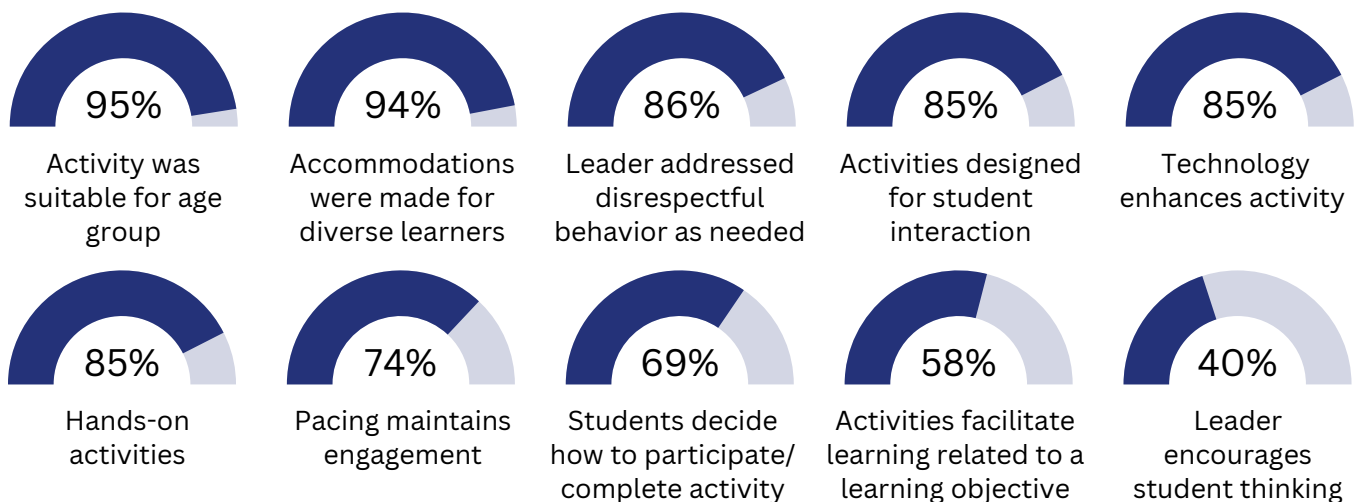 95%
Activity was
suitable for age
group
94%
Accommodations
were made for
diverse learners
86%
Leader addressed
disrespectful
behavior as needed
85%
Activities designed
for student
interaction
85%
Technology
enhances activity
85%
Hands-on
activities
74%
Pacing maintains
engagement
69%
Students decide
how to participate/
complete activity
58%
Activities facilitate
learning related to a
learning objective
40%
Leader
encourages
student thinking